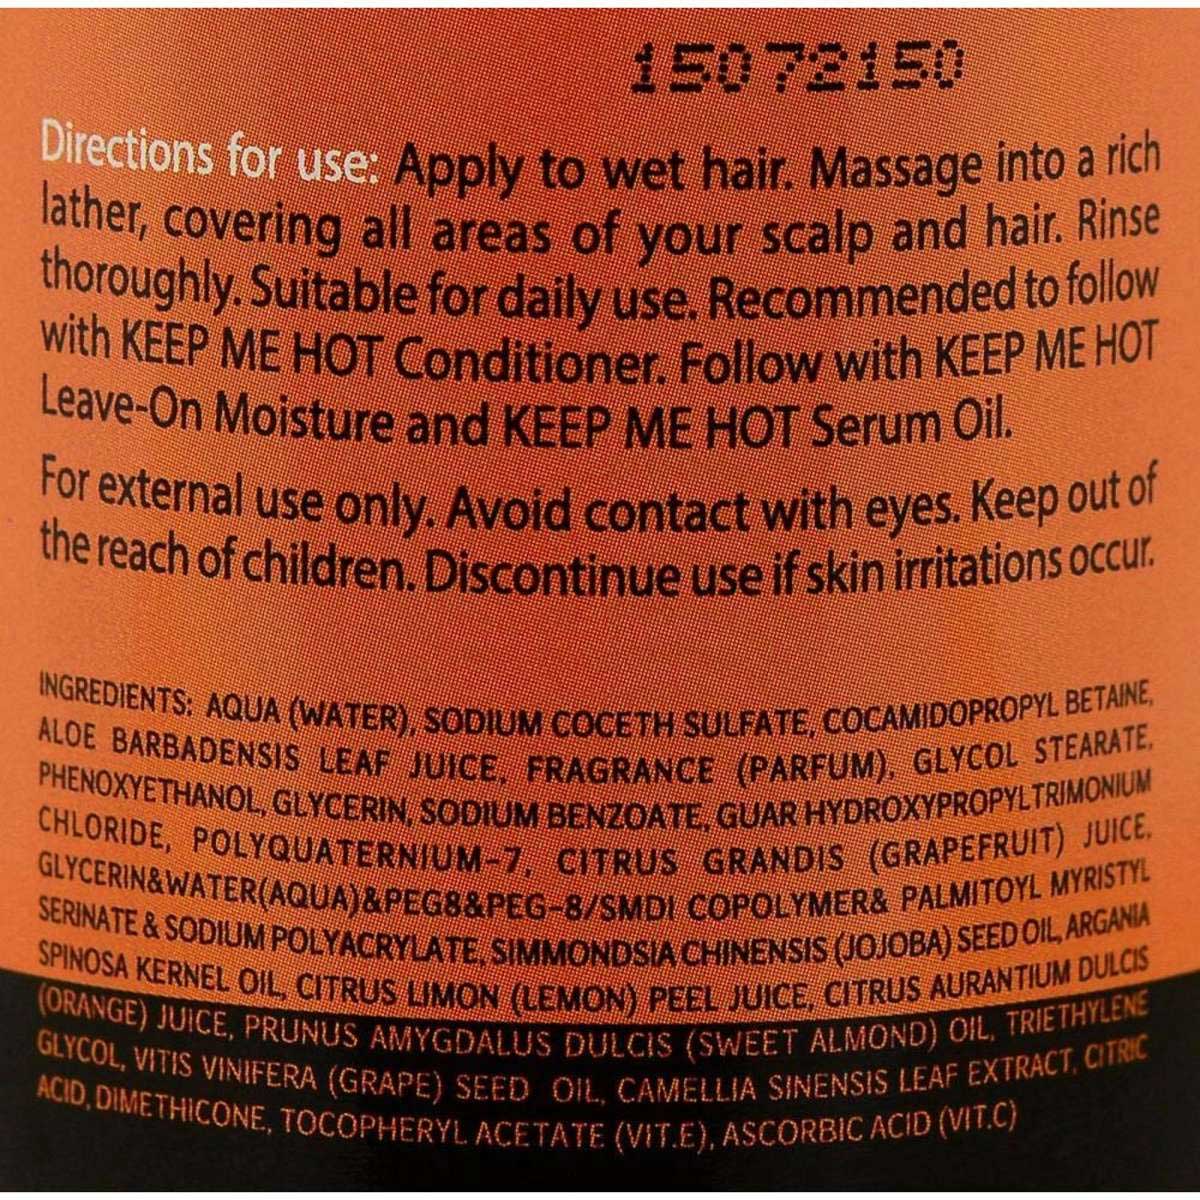 15072150
Directions for use: Apply to wet hair. Massage into a rich
lather, covering all areas of your scalp and hair. Rinse
thoroughly. Suitable for daily use. Recommended to follow
with KEEP ME HOT Conditioner. Follow with KEEP ME HOT
Leave-On Moisture and KEEP ME HOT Serum Oil.
For external use only. Avoid contact with eyes. Keep out of
the reach of children. Discontinue use if skin irritations occur.
INGREDIENTS: AQUA (WATER), SODIUM COCETH SULFATE, COCAMIDOPROPYL BETAINE,
ALOE BARBADENSIS LEAF JUICE, FRAGRANCE (PARFUM), GLYCOL STEARATE,
PHENOXYETHANOL, GLYCERIN, SODIUM BENZOATE, GUAR HYDROXYPROPYLTRIMONIUM
CHLORIDE, POLYQUATERNIUM-7, CITRUS GRANDIS (GRAPEFRUIT) JUICE,
GLYCERIN&WATER(AQUA)&PEG8&PEG-8/SMDI COPOLYMER& PALMITOYL MYRISTYL
SERINATE & SODIUM POLYACRYLATE, SIMMONDSIA CHINENSIS (JOJOBA) SEED OIL, ARGANIA
SPINOSA KERNEL OIL, CITRUS LIMON (LEMON) PEEL JUICE, CITRUS AURANTIUM DULCIS
(ORANGE) JUICE, PRUNUS AMYGDALUS DULCIS (SWEET ALMOND) OIL, TRIETHYLENE
GLYCOL, VITIS VINIFERA (GRAPE) SEED OIL, CAMELLIA SINENSIS LEAF EXTRACT, CITRIC
ACID, DIMETHICONE, TOCOPHERYL ACETATE (VIT.E), ASCORBIC ACID (VIT.C)